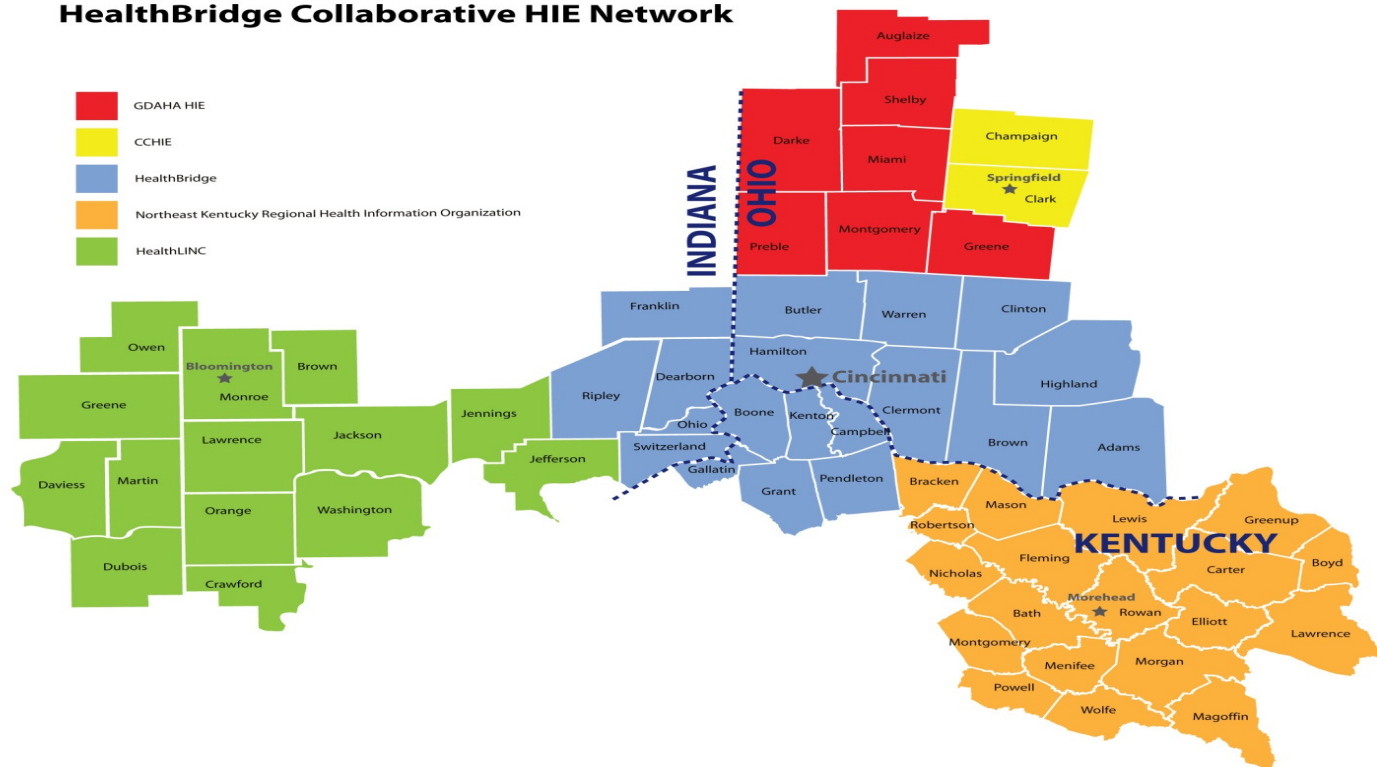 HealthBridge Collaborative HIE Network
GDAHA HIE
CCHIE
HealthBridge
Northeast Kentucky Regional Health Information Organization
HealthLINC
INDIANA
OHIO
Auglaize
Shelby
Darke
Miami
Champaign
Springfield
Clark
Preble
Montgomery
Greene
Franklin
Butler
Warren
Clinton
Hamilton
Cincinnati
Highland
Ripley
Dearborn
Ohio
Switzerland
Boone
Kenton
Campbell
Clermont
Brown
Adams
Gallatin
Grant
Pendleton
Owen
Bloomington
Monroe
Brown
Greene
Lawrence
Jackson
Jennings
Jefferson
Daviess
Martin
Orange
Washington
Dubois
Crawford
Bracken
Mason
Lewis
Greenup
KENTUCKY
Robertson
Fleming
Carter
Boyd
Nicholas
Morehead
Rowan
Bath
Elliott
Lawrence
Montgomery
Menifee
Morgan
Powell
Wolfe
Magoffin